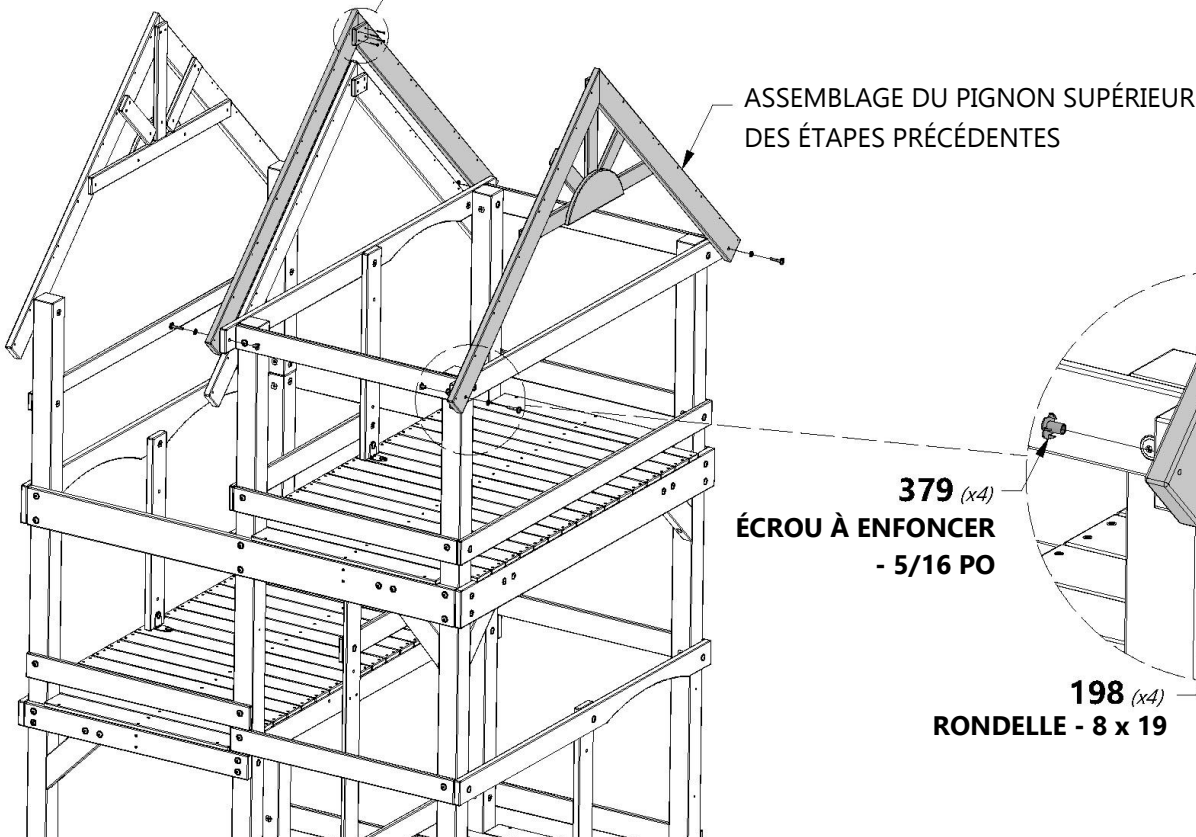 ASSEMBLAGE DU PIGNON SUPÉRIEUR
DES ÉTAPES PRÉCÉDENTES
379 (x4)
ÉCROU À ENFONCER
- 5/16 PO
198 (x4)
RONDELLE - 8 x 19